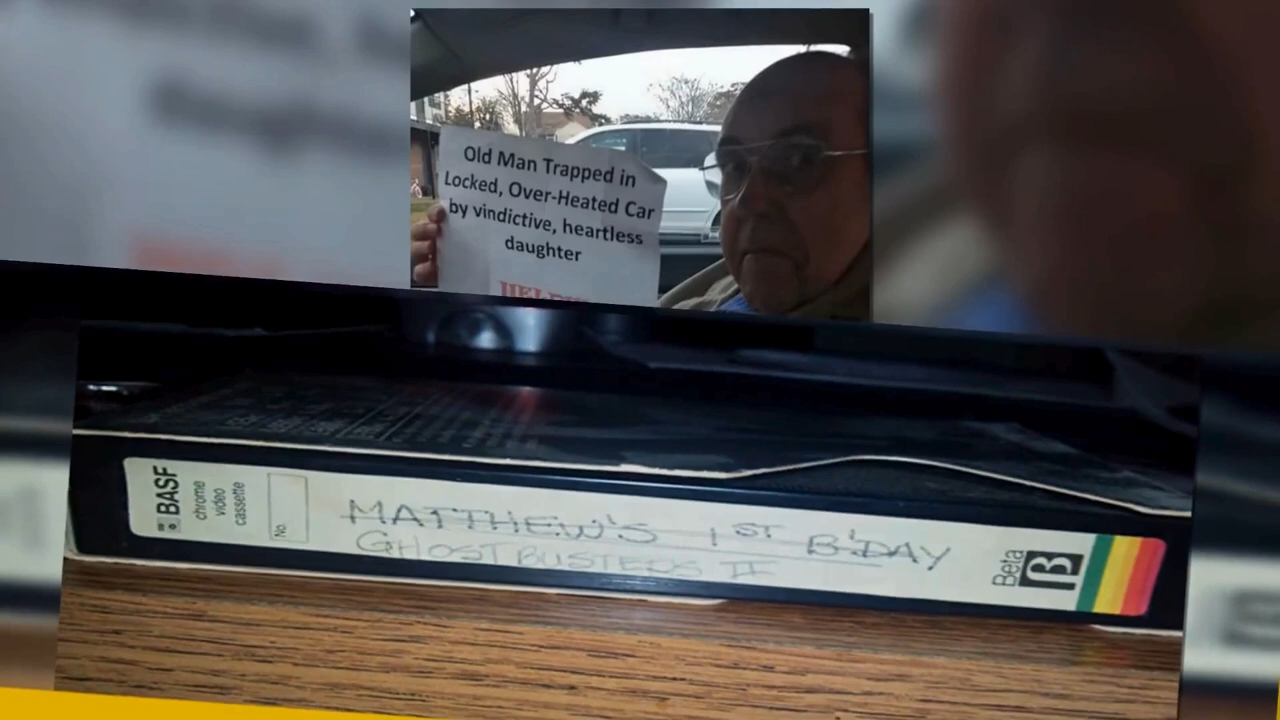 Old Man Trapped in
Locked, Over-Heated Car
by vindictive, heartless
daughter
BASF
chrome
video
cassette
No.
MATTHEW'S 1ST B'DAY
GHOSTBUSTERS II
Beta
β